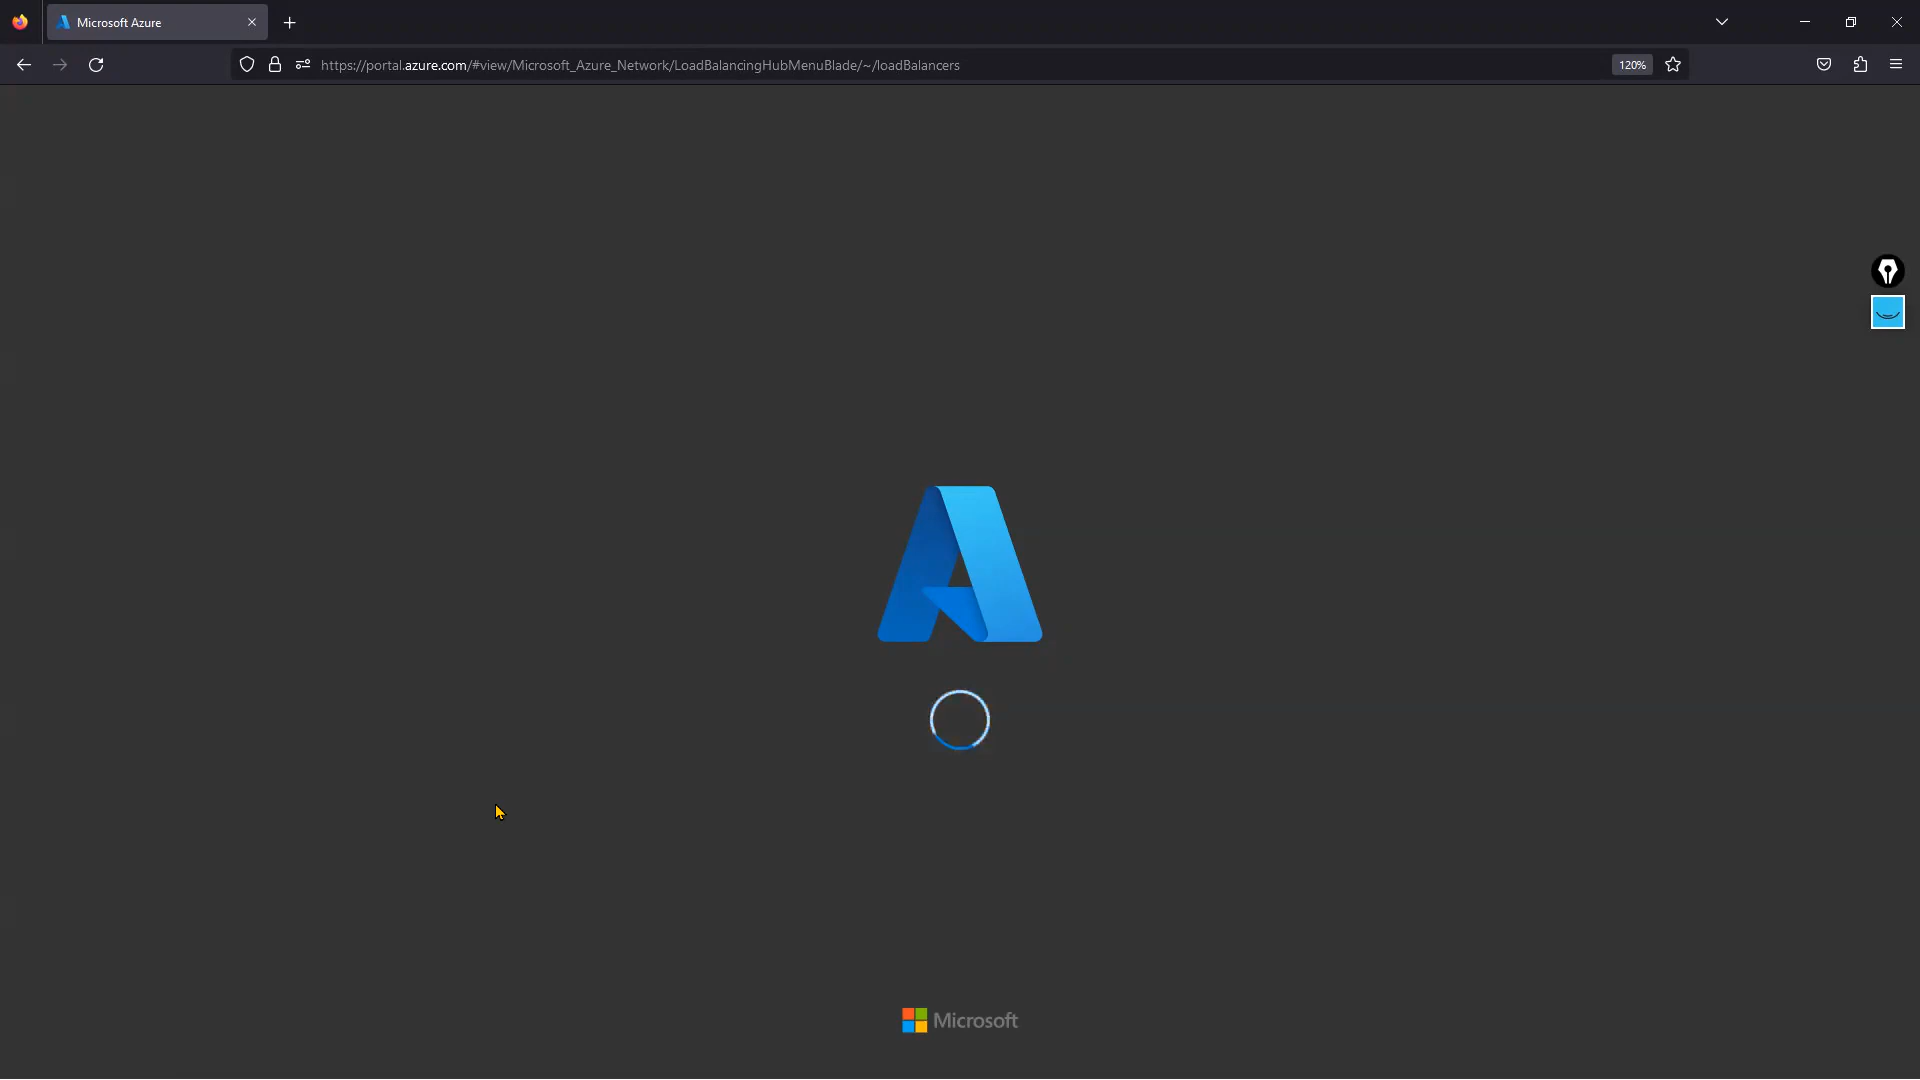 Microsoft Azure
https://portal.azure.com/#view/Microsoft_Azure_Network/LoadBalancingHubMenuBlade/~/loadBalancers
120%
Microsoft